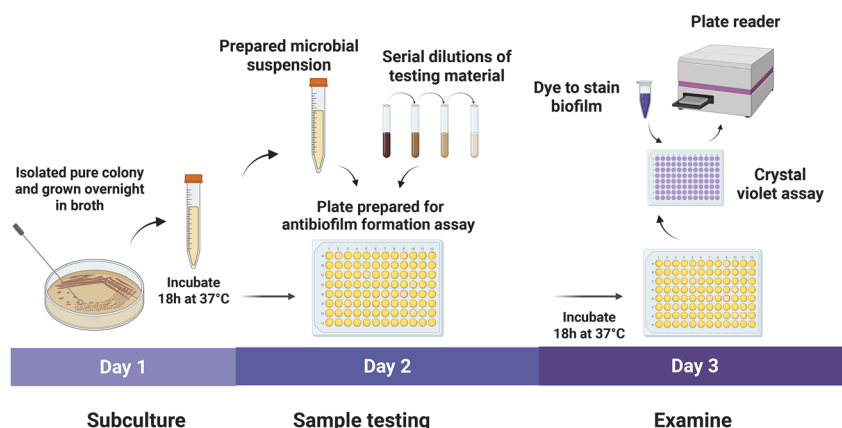 Isolated pure colony
and grown overnight
in broth
Incubate
18h at 37°C
Prepared microbial
suspension
Serial dilutions of
testing material
Plate prepared for
antibiofilm formation assay
Incubate
18h at 37°C
Dye to stain
biofilm
Plate reader
Crystal
violet assay
Day 1
Day 2
Day 3
Subculture
Sample testing
Examine